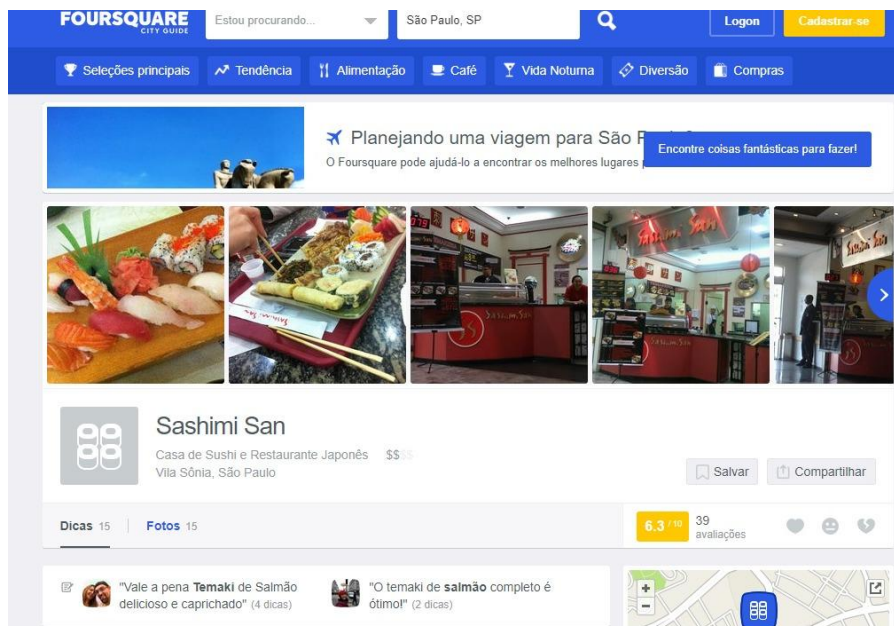 FOURSQUARE
CITY GUIDE
Estou procurando...
São Paulo, SP
Logon
Cadastrar-se
Seleções principais
Tendência
Alimentação
Café
Vida Noturna
Diversão
Compras
Planejando uma viagem para São
O Foursquare pode ajudá-lo a encontrar os melhores lugares
Encontre coisas fantásticas para fazer!
Sashimi San
Sashimi San
Sashimi San
Casa de Sushi e Restaurante Japonês $$$$
Vila Sônia, São Paulo
Salvar
Compartilhar
Dicas 15
Fotos 15
6.3 / 10
39
avaliações
"Vale a pena Temaki de Salmão
delicioso e caprichado" (4 dicas)
"O temaki de salmão completo é
ótimo!" (2 dicas)
+
-